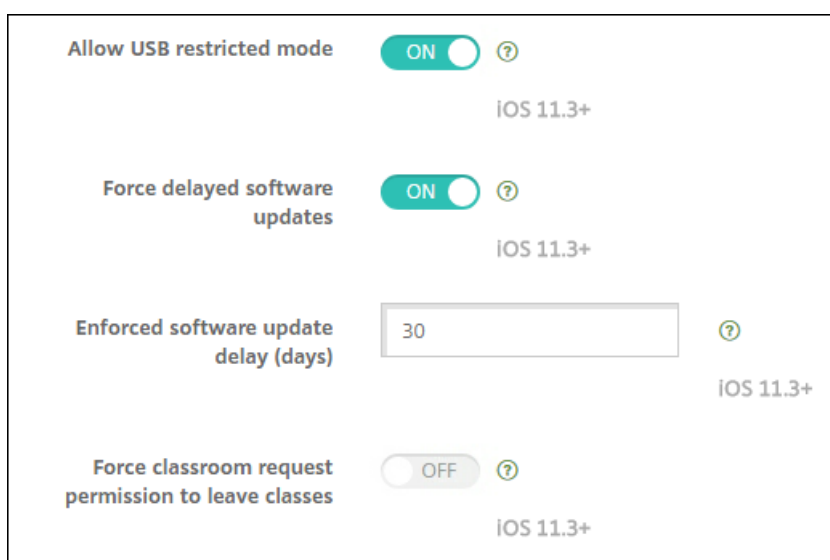 Allow USB restricted mode ON ?
iOS 11.3+
Force delayed software
updates
ON ?
iOS 11.3+
Enforced software update
delay (days)
30 ?
iOS 11.3+
Force classroom request
permission to leave classes
OFF ?
iOS 11.3+